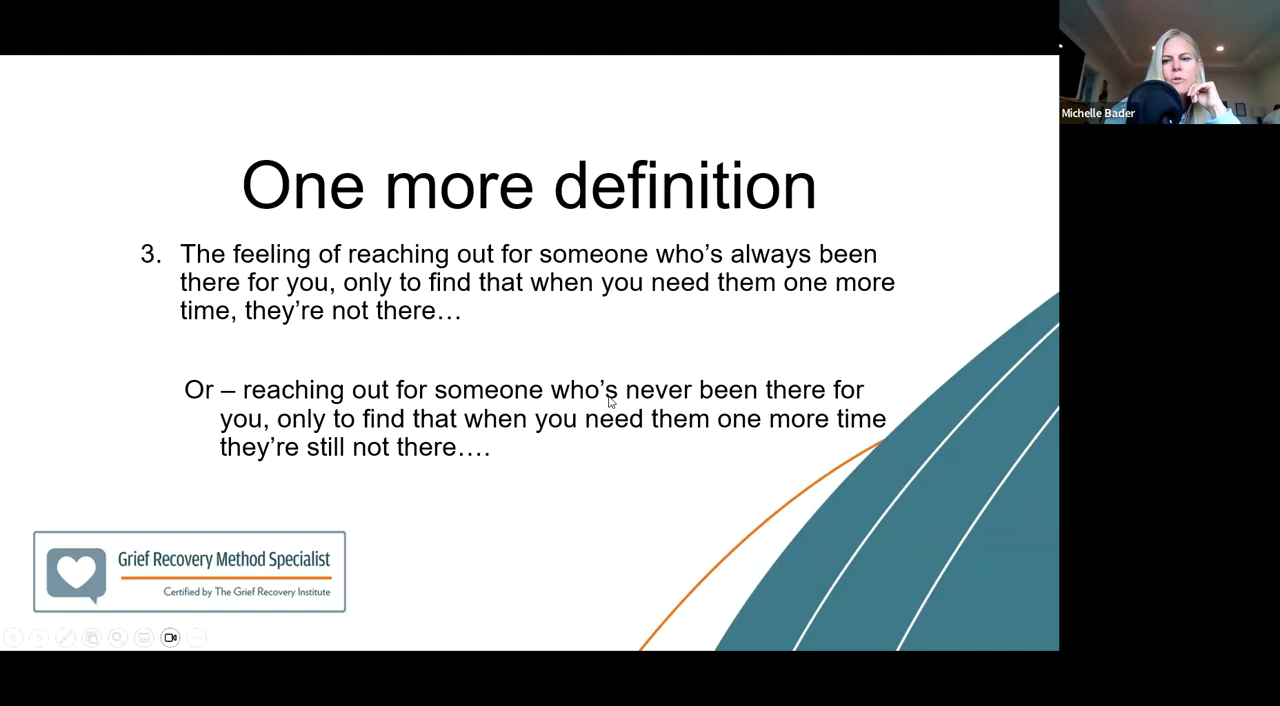 One more definition
3. The feeling of reaching out for someone who’s always been
there for you, only to find that when you need them one more
time, they’re not there…
Or – reaching out for someone who’s never been there for
you, only to find that when you need them one more time
they’re still not there….
Grief Recovery Method Specialist
Certified by The Grief Recovery Institute
Michelle Bader